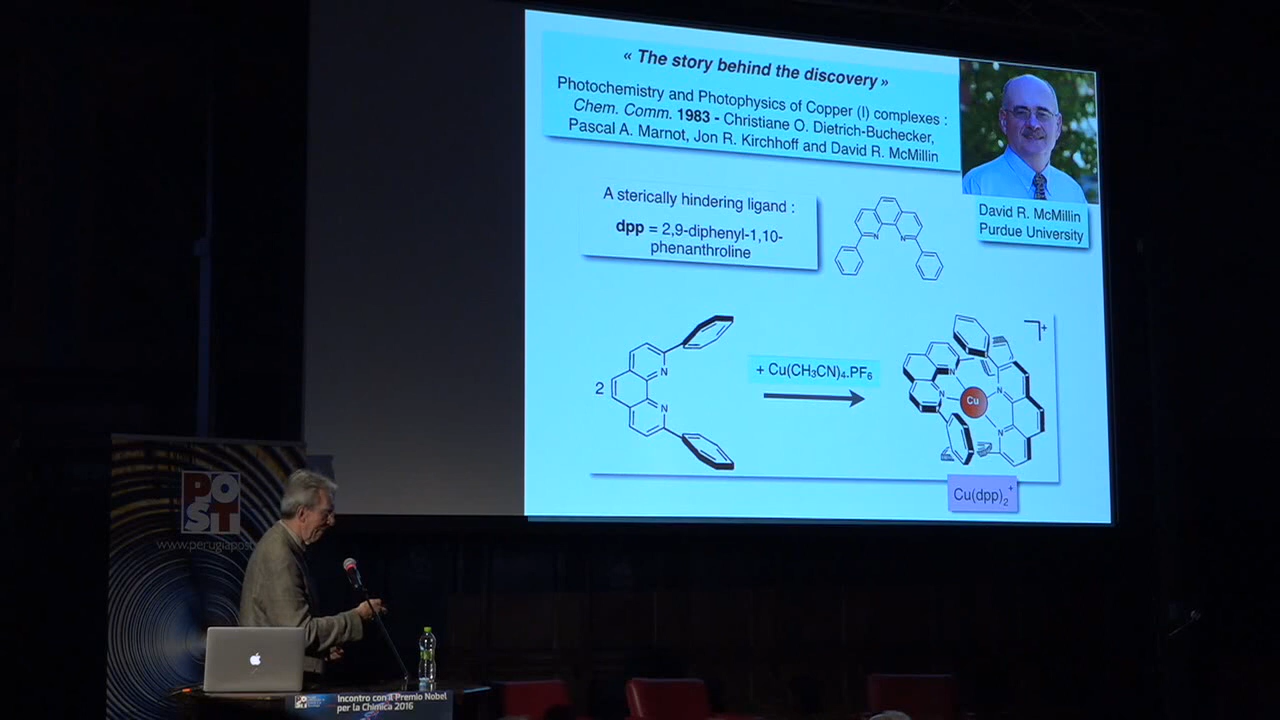 « The story behind the discovery »
Photochemistry and Photophysics of Copper (I) complexes :
Chem. Comm. 1983 - Christiane O. Dietrich-Buchecker,
Pascal A. Marnot, Jon R. Kirchhoff and David R. McMillin
David R. McMillin
Purdue University
A sterically hindering ligand :
dpp = 2,9-diphenyl-1,10-
phenanthroline
N N
2
N
N
+ Cu(CH3CN)4.PF6
+
N
N
N
N
Cu
Cu(dpp)2+
PO
ST
www.perugiapost
Incontro con il Premio Nobel
per la Chimica 2016